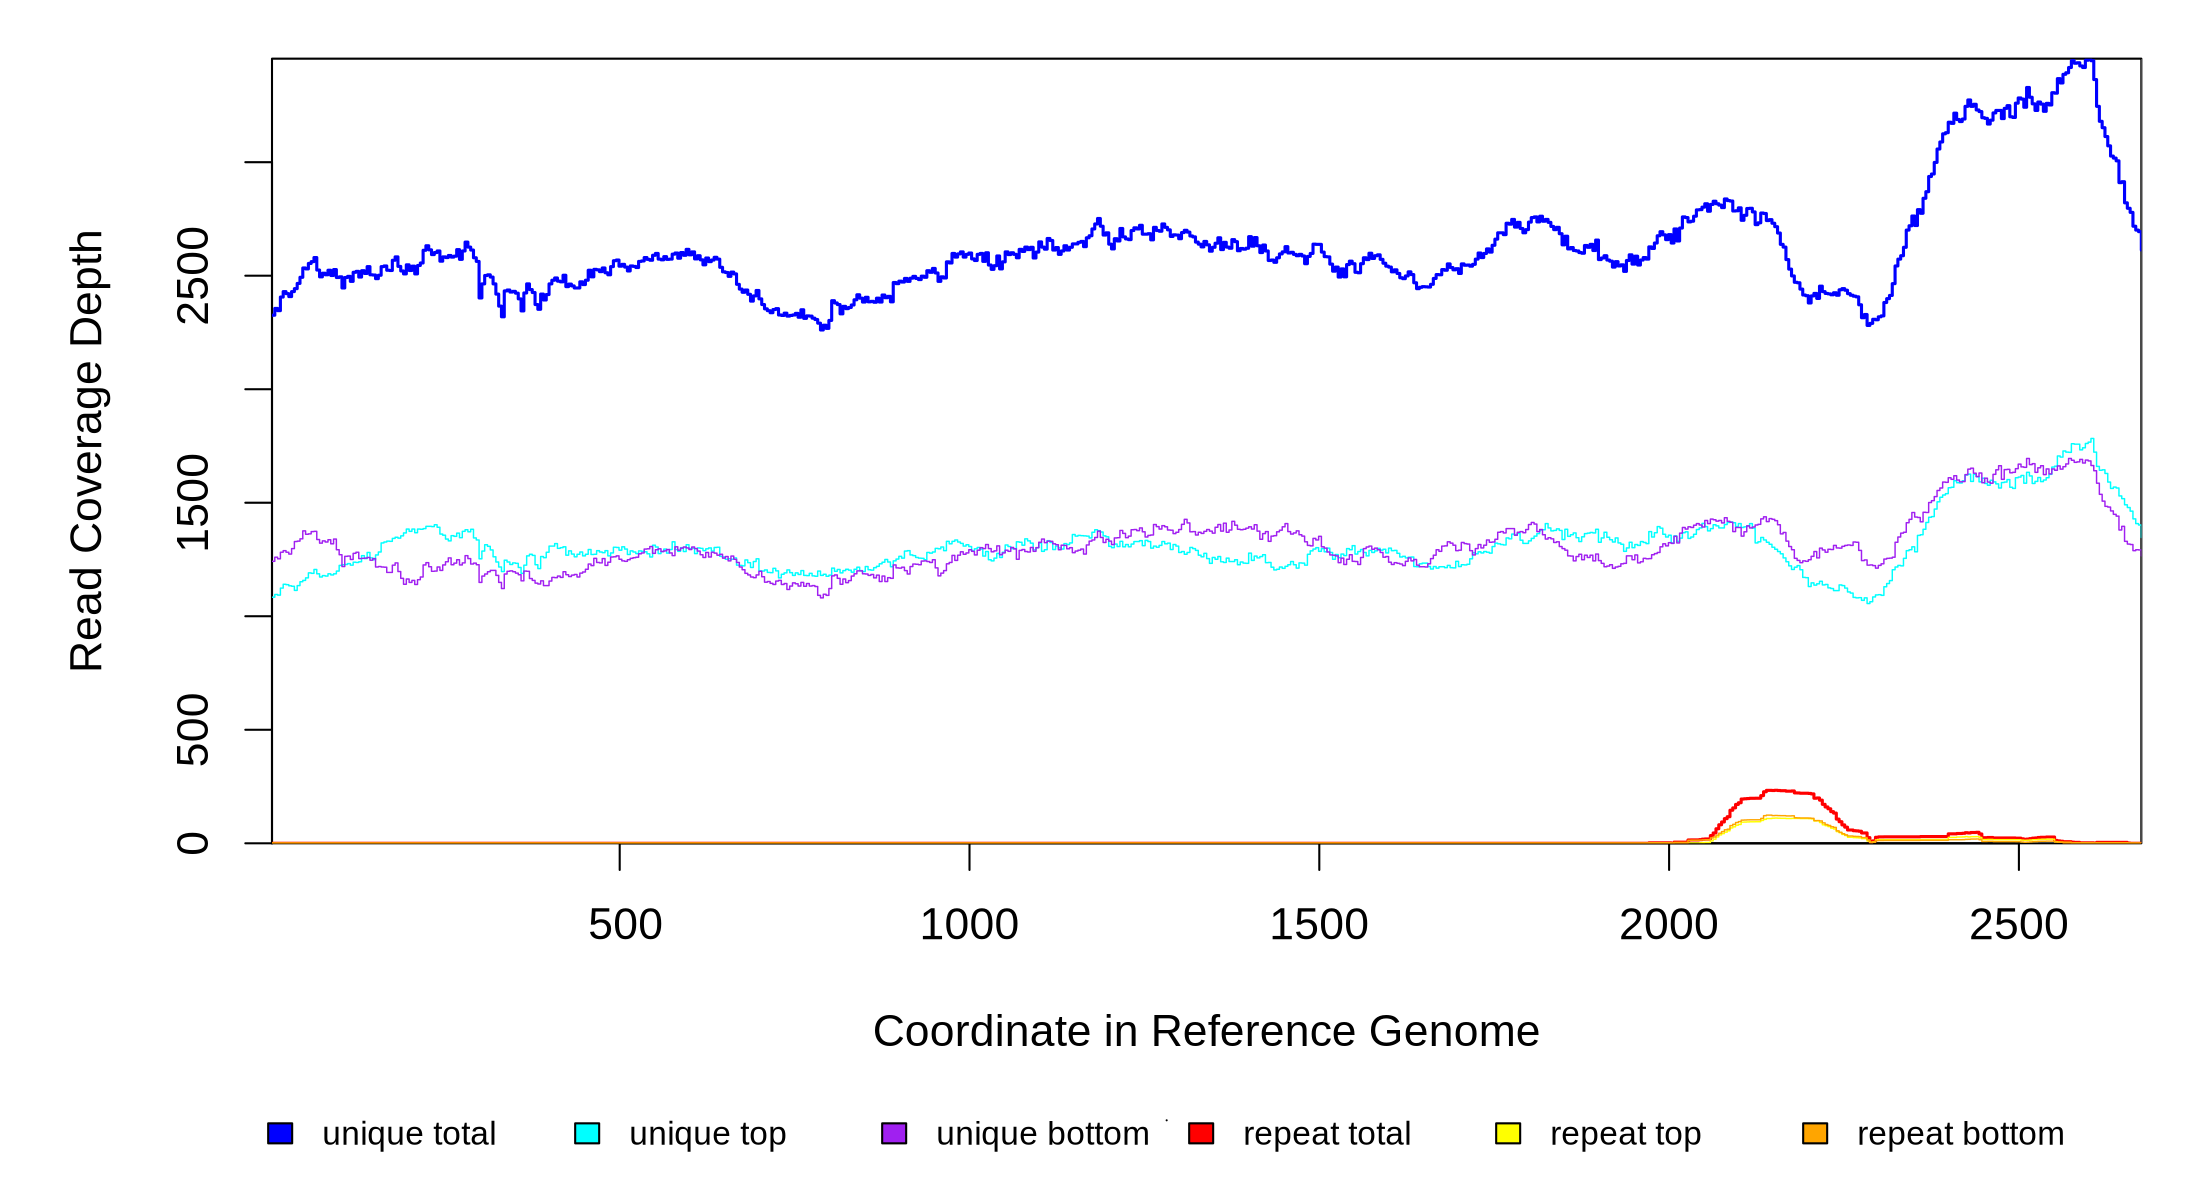 Read Coverage Depth
2500
1500
500
0
500 1000 1500 2000 2500
Coordinate in Reference Genome
unique total unique top unique bottom repeat total repeat top repeat bottom